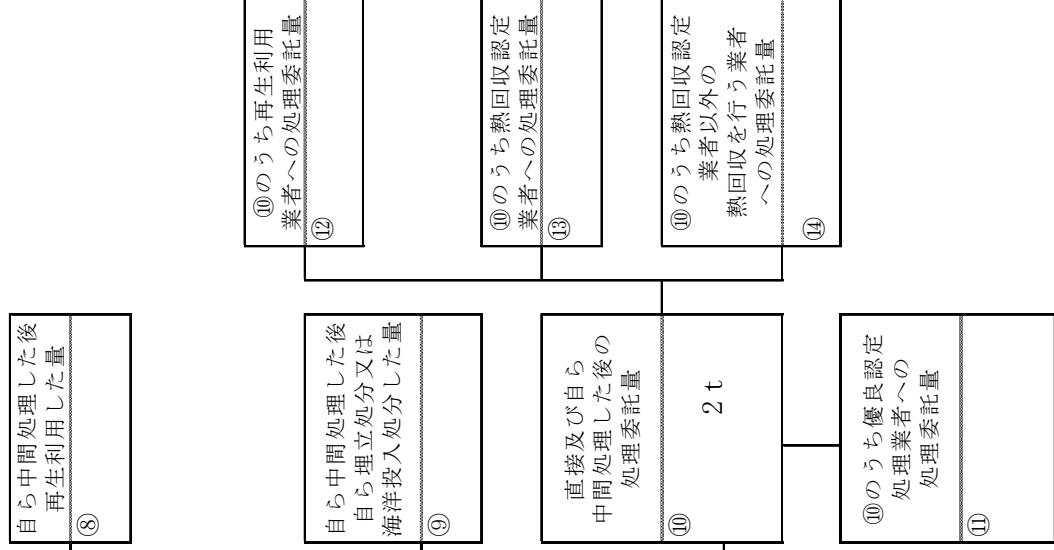 自ら中間処理した後
再生利用した量
⑧
自ら中間処理した後
自ら埋立処分又は
海洋投入処分した量
⑨
直接及び自ら
中間処理した後の
処理委託量
⑩
2 t
⑩のうち優良認定
処理業者への
処理委託量
⑪
⑩のうち再生利用
業者への処理委託量
⑫
⑩のうち熱回収認定
業者への処理委託量
⑬
⑩のうち熱回収認定
業者以外の
熱回収を行う業者
への処理委託量
⑭